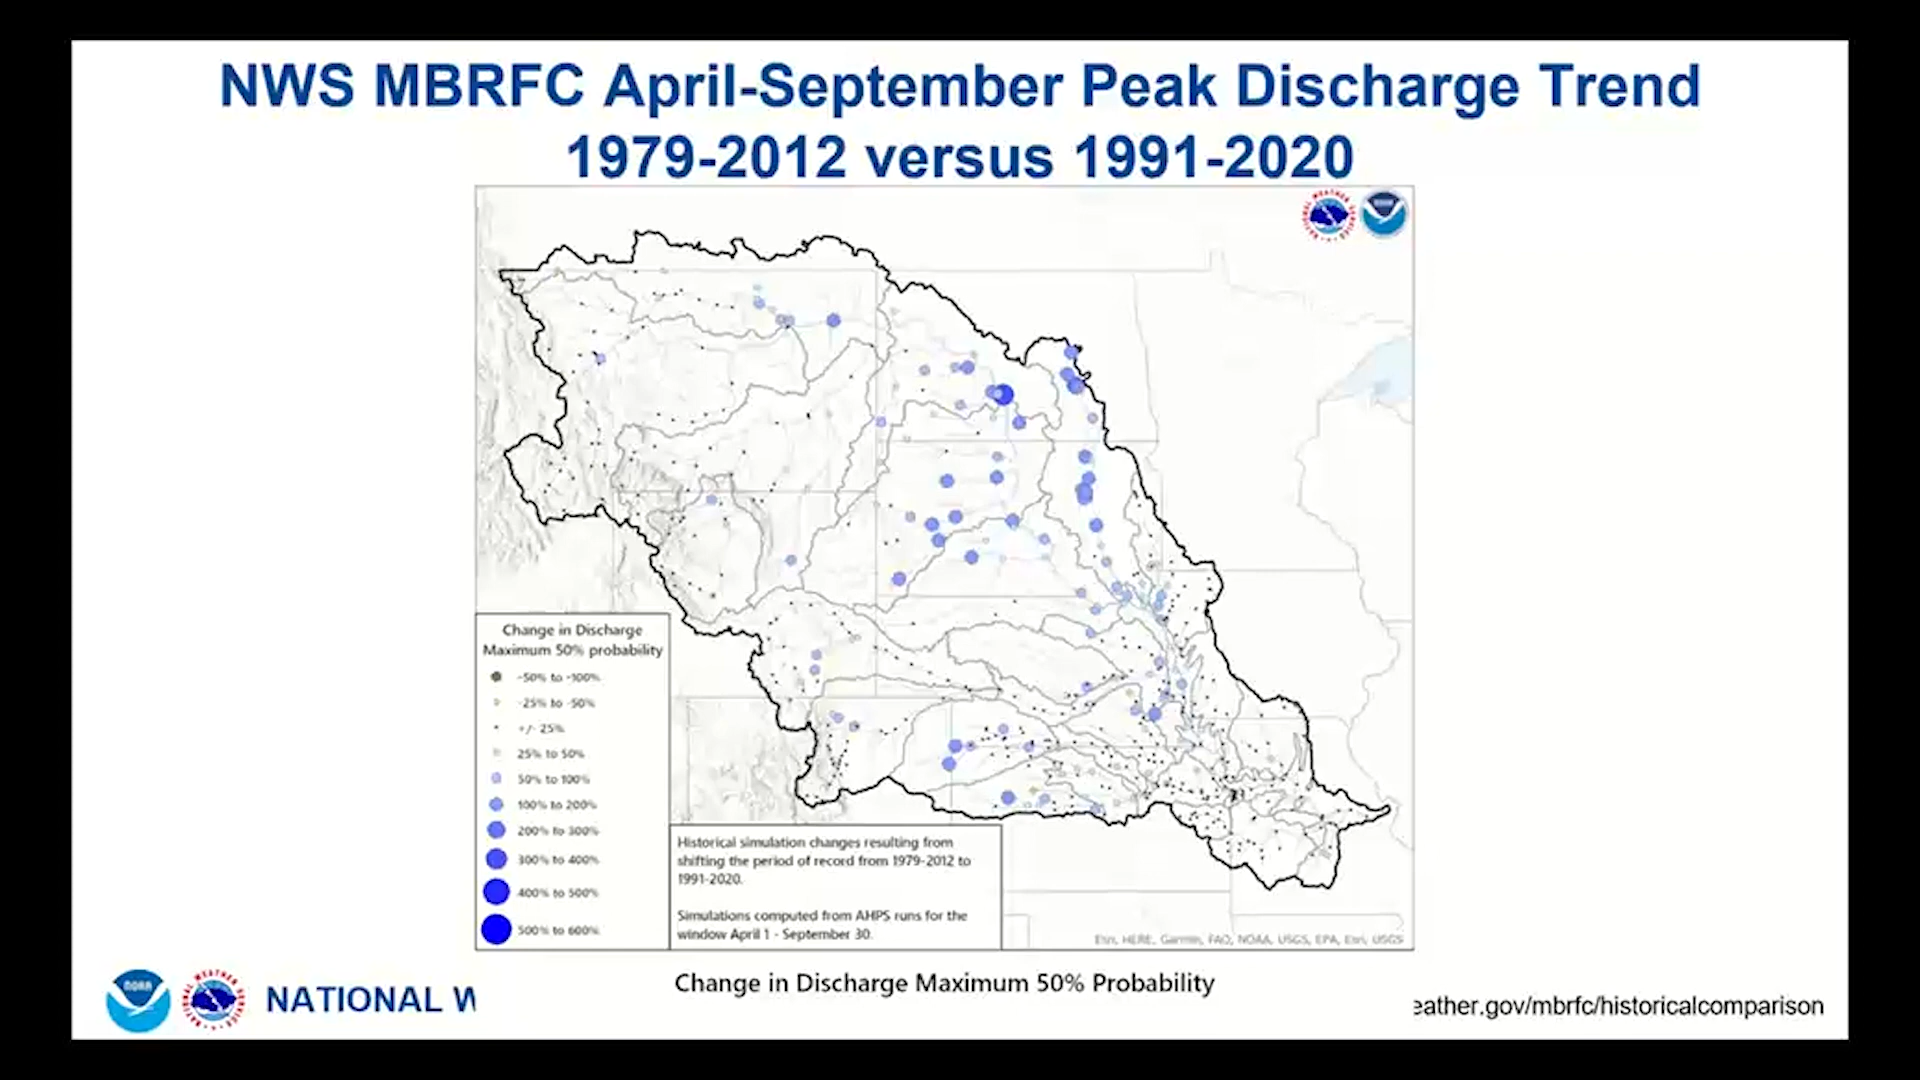 NWS MBRFC April-September Peak Discharge Trend
1979-2012 versus 1991-2020
Change in Discharge
Maximum 50% probability
-50% to -100%
-25% to -50%
+/- 25%
25% to 50%
50% to 100%
100% to 200%
200% to 300%
300% to 400%
400% to 500%
500% to 600%
Historical simulation changes resulting from
shifting the period of record from 1979-2012 to
1991-2020.
Simulations computed from AHPS runs for the
window April 1 - September 30.
Esri, HERE, Garmin, FAO, NOAA, USGS, EPA, Esri, USGS
Change in Discharge Maximum 50% Probability
NOAA
NATIONAL W
eather.gov/mbrfc/historicalcomparison